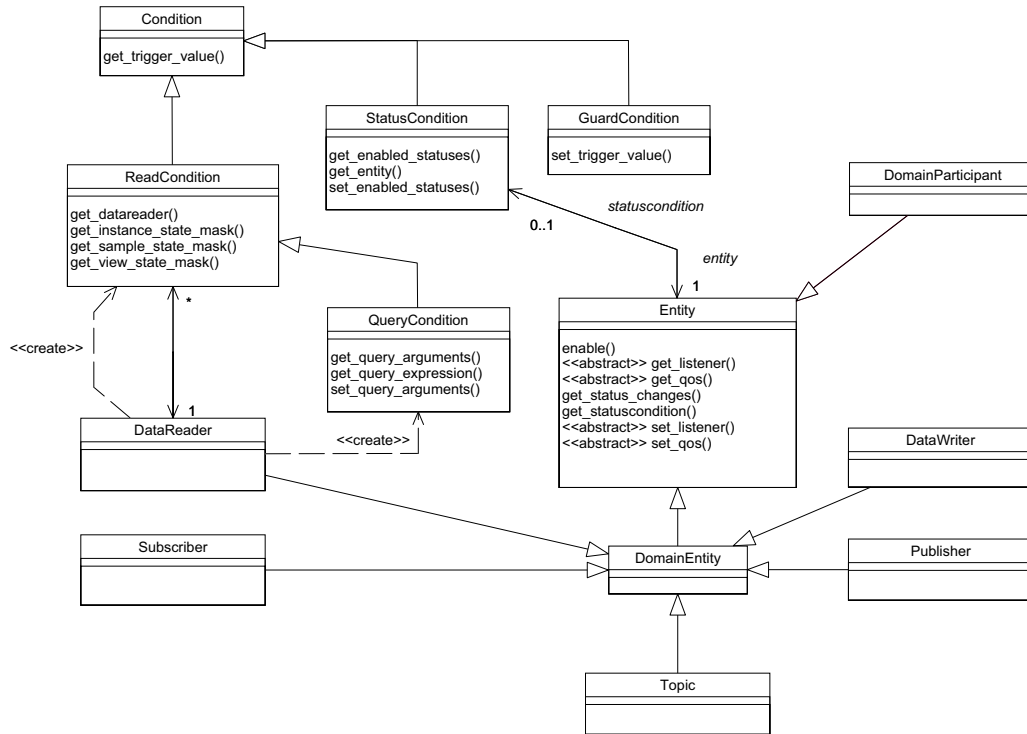 Condition
get_trigger_value()
StatusCondition
get_enabled_statuses()
get_entity()
set_enabled_statuses()
GuardCondition
set_trigger_value()
ReadCondition
get_datareader()
get_instance_state_mask()
get_sample_state_mask()
get_view_state_mask()
DomainParticipant
statuscondition
0..1
entity
1
*
<<create>>
1
QueryCondition
get_query_arguments()
get_query_expression()
set_query_arguments()
Entity
enable()
<<abstract>> get_listener()
<<abstract>> get_qos()
get_status_changes()
get_statuscondition()
<<abstract>> set_listener()
<<abstract>> set_qos()
DataReader
<<create>>
DataWriter
Subscriber
DomainEntity
Publisher
Topic